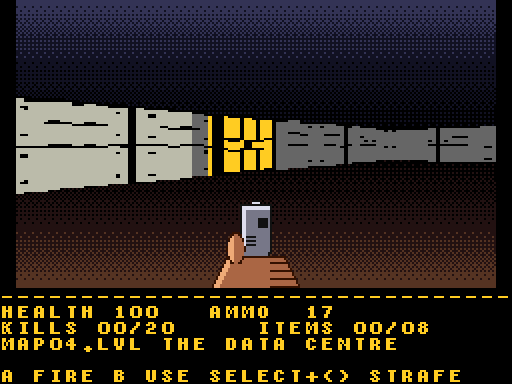 HEALTH 100 AMMO 17
KILLS 00/20 ITEMS 00/08
MAP04.LVL THE DATA CENTRE
A FIRE B USE SELECT+<> STRAFE